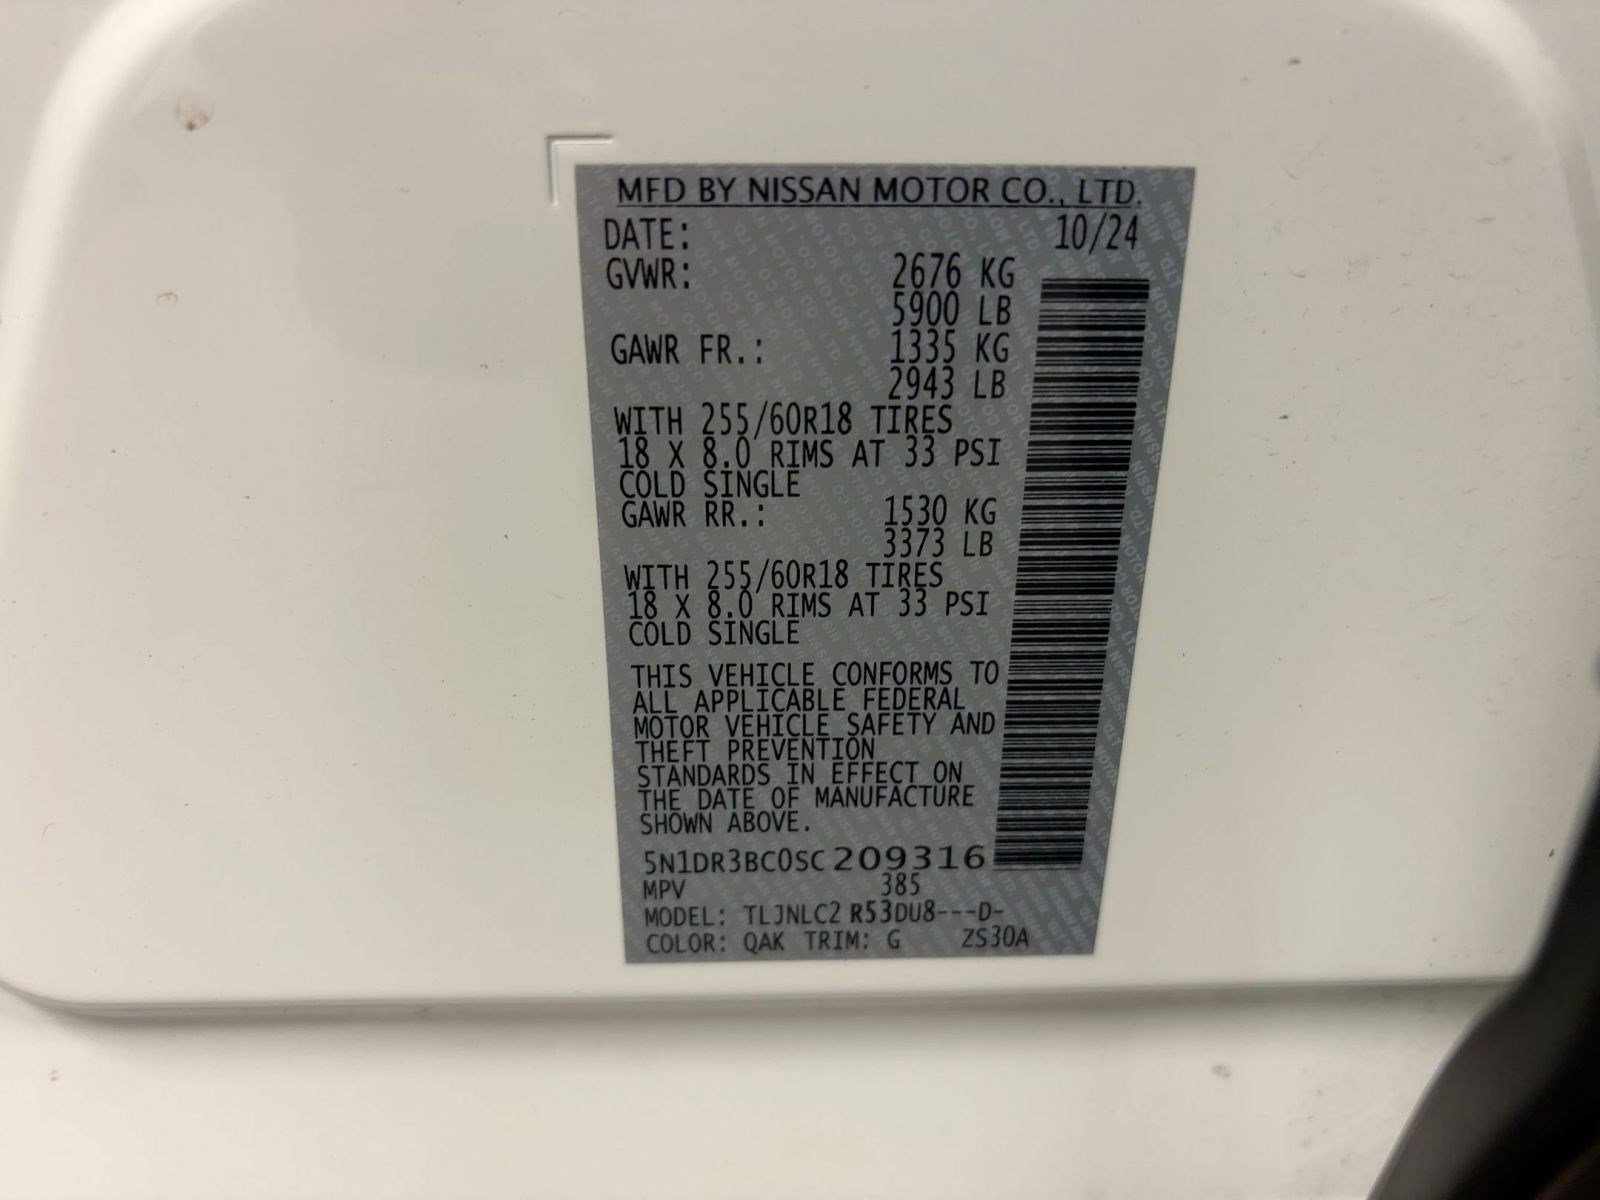 MFD BY NISSAN MOTOR CO., LTD.
DATE: 10/24
GVWR: 2676 KG
5900 LB
GAWR FR.: 1335 KG
2943 LB
WITH 255/60R18 TIRES
18 X 8.0 RIMS AT 33 PSI
COLD SINGLE
GAWR RR.: 1530 KG
3373 LB
WITH 255/60R18 TIRES
18 X 8.0 RIMS AT 33 PSI
COLD SINGLE
THIS VEHICLE CONFORMS TO
ALL APPLICABLE FEDERAL
MOTOR VEHICLE SAFETY AND
THEFT PREVENTION
STANDARDS IN EFFECT ON
THE DATE OF MANUFACTURE
SHOWN ABOVE.
5N1DR3BC0SC209316
MPV 385
MODEL: TLJNLC2 R53DU8---D-
COLOR: QAK TRIM: G ZS30A